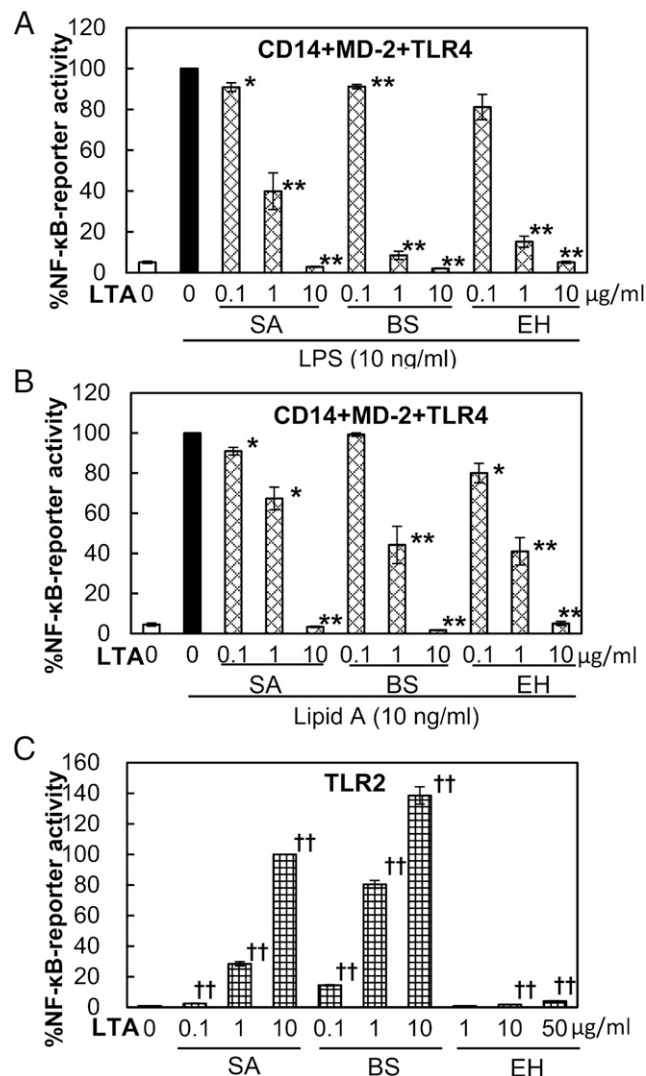 A
CD14+MD-2+TLR4
%NF-κB-reporter activity
120
100
80
60
40
20
0
*
**
**
**
**
**
**
**
LTA 0 0 0.1 1 10 0.1 1 10 0.1 1 10 μg/ml
SA BS EH
LPS (10 ng/ml)
B
CD14+MD-2+TLR4
%NF-κB-reporter activity
120
100
80
60
40
20
0
*
*
**
**
**
*
**
**
LTA 0 0 0.1 1 10 0.1 1 10 0.1 1 10 μg/ml
SA BS EH
Lipid A (10 ng/ml)
C
TLR2
%NF-κB-reporter activity
160
140
120
100
80
60
40
20
0
††
††
††
††
††
††
††
††
LTA 0 0.1 1 10 0.1 1 10 1 10 50 μg/ml
SA BS EH